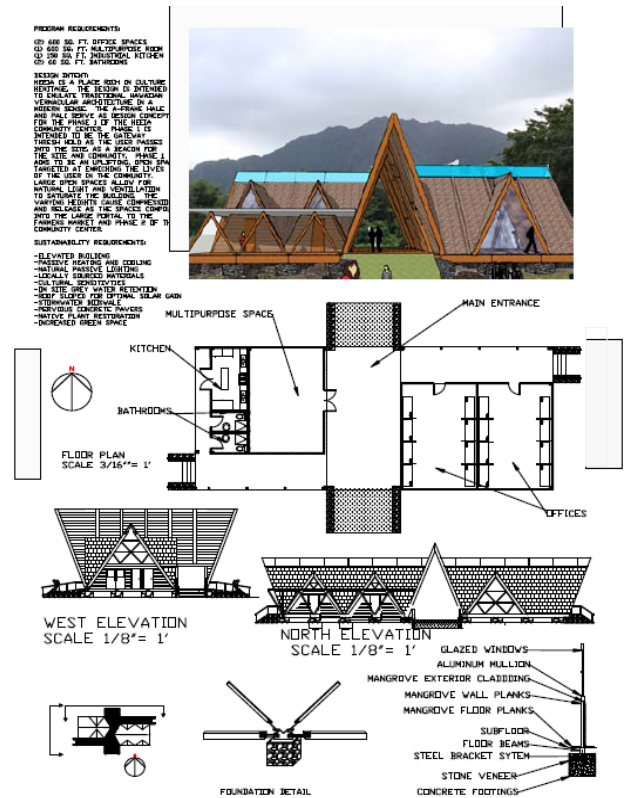 PROGRAM REQUIREMENTS:
(2) 600 SQ. FT. OFFICE SPACES
(1) 600 SQ. FT. MULTIPURPOSE ROOM
(1) 150 SQ. FT. INDUSTRIAL KITCHEN
(2) 60 SQ. FT. BATHROOMS
DESIGN INTENT:
HEEIA IS A PLACE RICH IN CULTURE
HERITAGE. THE DESIGN IS INTENDED
TO EMULATE TRADITIONAL HAWAIIAN
VERNACULAR ARCHITECTURE IN A
MODERN SENSE. THE A-FRAME HALE
AND PALI SERVE AS DESIGN CONCEPT
FOR THE PHASE 1 OF THE HEEIA
COMMUNITY CENTER. PHASE 1 IS
INTENDED TO BE THE GATEWAY
THRESH HOLD AS THE USER PASSES
INTO THE SITE, AS A BEACON FOR
THE SITE AND COMMUNITY. PHASE 1
AIMS TO BE AN UPLIFTING, OPEN SPA
TARGETED AT ENRICHING THE LIVES
OF THE USER IN THE COMMUNITY.
LARGE OPEN SPACES ALLOW FOR
NATURAL LIGHT AND VENTILLATION
TO SATURATE THE BUILDING. THE
VARYING HEIGHTS CAUSE COMPRESSIO
AND RELEASE AS THE SPACES COMPO
INTO THE LARGE PORTAL TO THE
FARMERS MARKET AND PHASE 2 OF TH
COMMUNITY CENTER.
SUSTAINABILITY REQUIREMENTS:
-ELEVATED BUILDING
-PASSIVE HEATING AND COOLING
-NATURAL PASSIVE LIGHTING
-LOCALLY SOURCED MATERIALS
-CULTURAL SENSITIVTIES
-ON SITE GREY WATER RETENTION
-ROOF SLOPED FOR OPTIMAL SOLAR GAIN
-STORMWATER BIOSWALE
-PERVIOUS CONCRETE PAVERS
-NATIVE PLANT RESTORATION
-INCREASED GREEN SPACE
MAIN ENTRANCE
MULTIPURPOSE SPACE
KITCHEN
N
BATHROOMS
FLOOR PLAN
SCALE 3/16"= 1'
OFFICES
WEST ELEVATION
SCALE 1/8"= 1'
NORTH ELEVATION
SCALE 1/8"= 1'
GLAZED WINDOWS
ALUMINUM MULLION
MANGROVE EXTERIOR CLADDDING
MANGROVE WALL PLANKS
MANGROVE FLOOR PLANKS
SUBFLOOR
FLOOR BEAMS
STEEL BRACKET SYTEM
STONE VENEER
CONCRETE FOOTINGS
FOUNDATION DETAIL